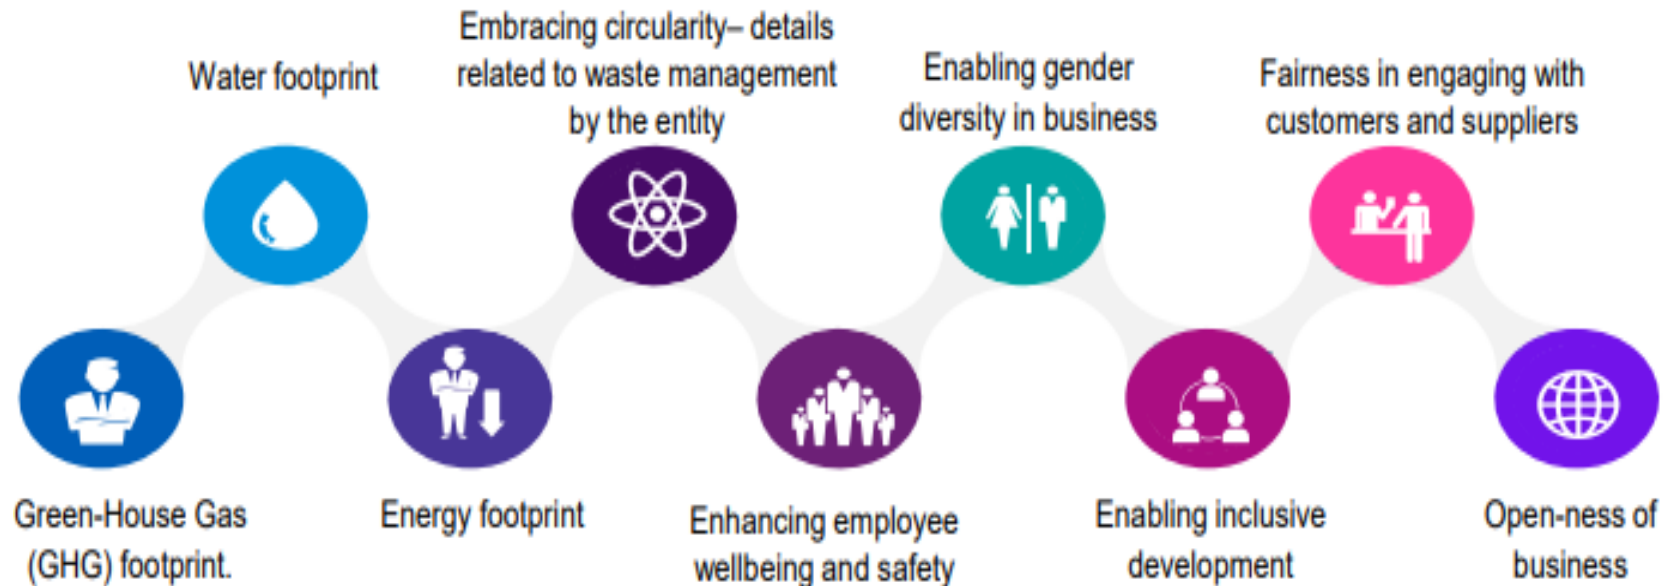 Embracing circularity– details
related to waste management
by the entity
Water footprint
Enabling gender
diversity in business
Fairness in engaging with
customers and suppliers
Green-House Gas
(GHG) footprint.
Energy footprint
Enhancing employee
wellbeing and safety
Enabling inclusive
development
Open-ness of
business